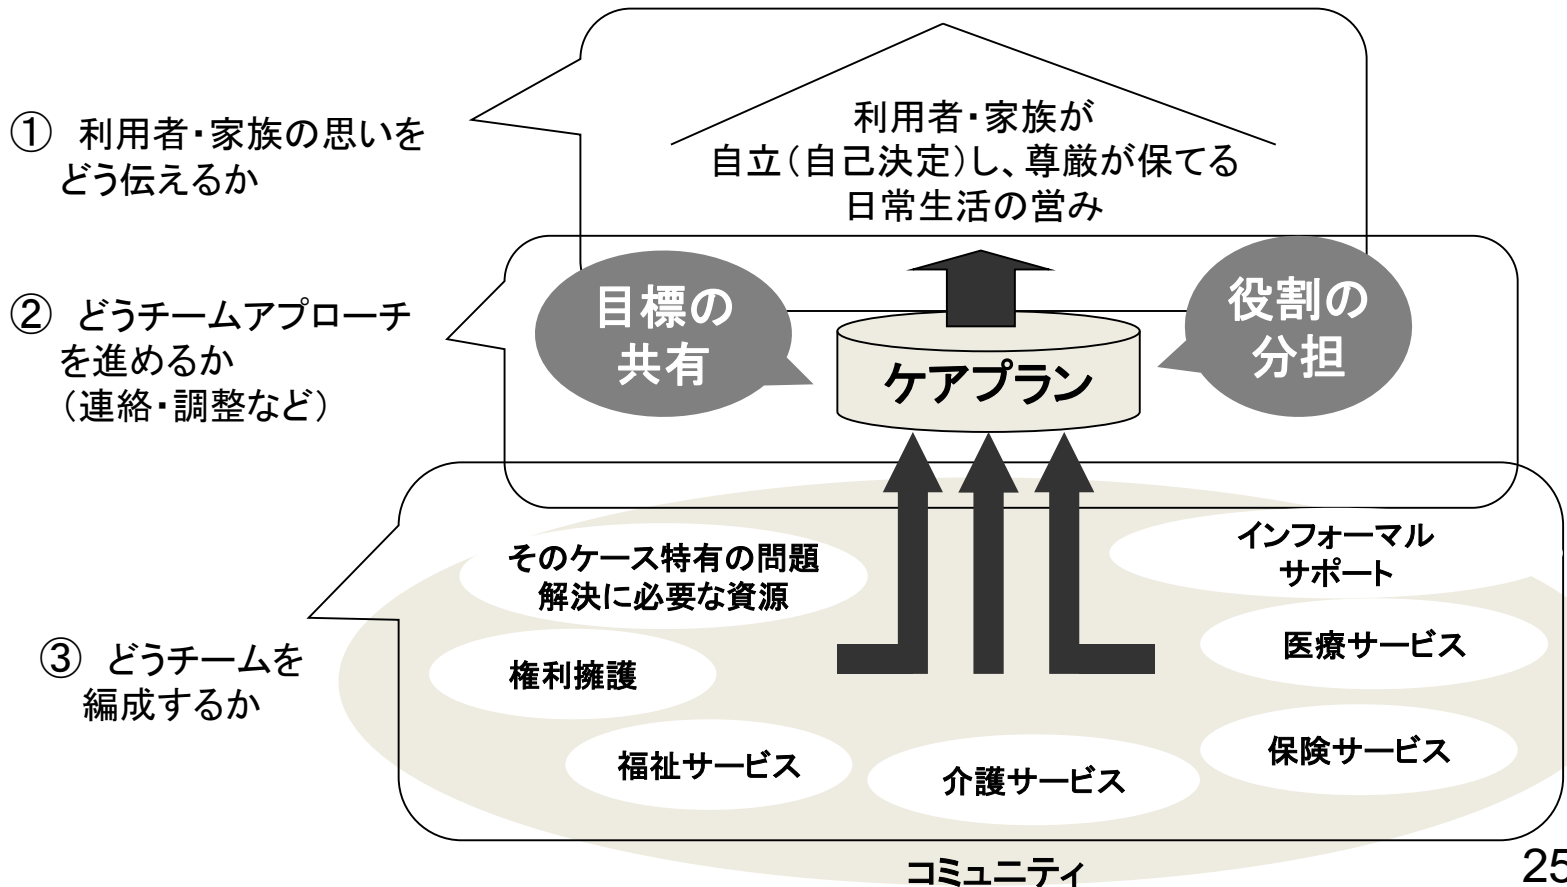 ① 利用者・家族の思いを
どう伝えるか
利用者・家族が
自立(自己決定)し、尊厳が保てる
日常生活の営み
② どうチームアプローチ
を進めるか
(連絡・調整など)
目標の
共有
役割の
分担
ケアプラン
③ どうチームを
編成するか
そのケース特有の問題
解決に必要な資源
インフォーマル
サポート
権利擁護
医療サービス
福祉サービス
介護サービス
保険サービス
コミュニティ
25